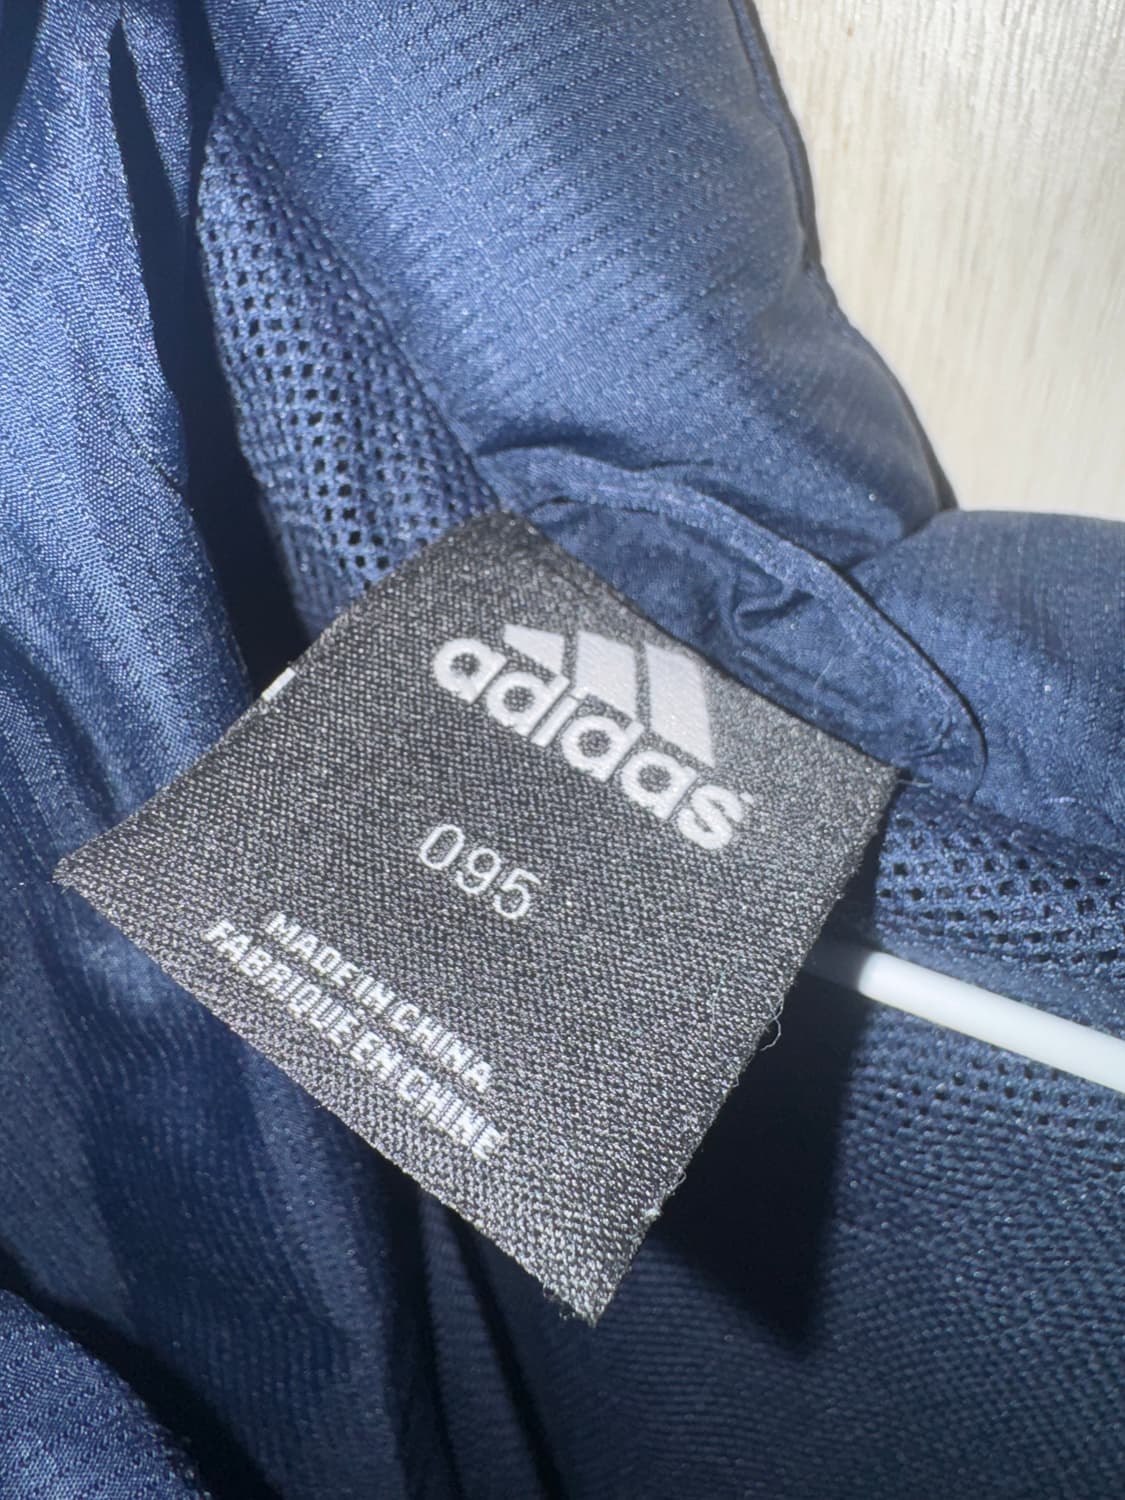 adidas
095
MADE IN CHINA
FABRIQUE EN CHINE